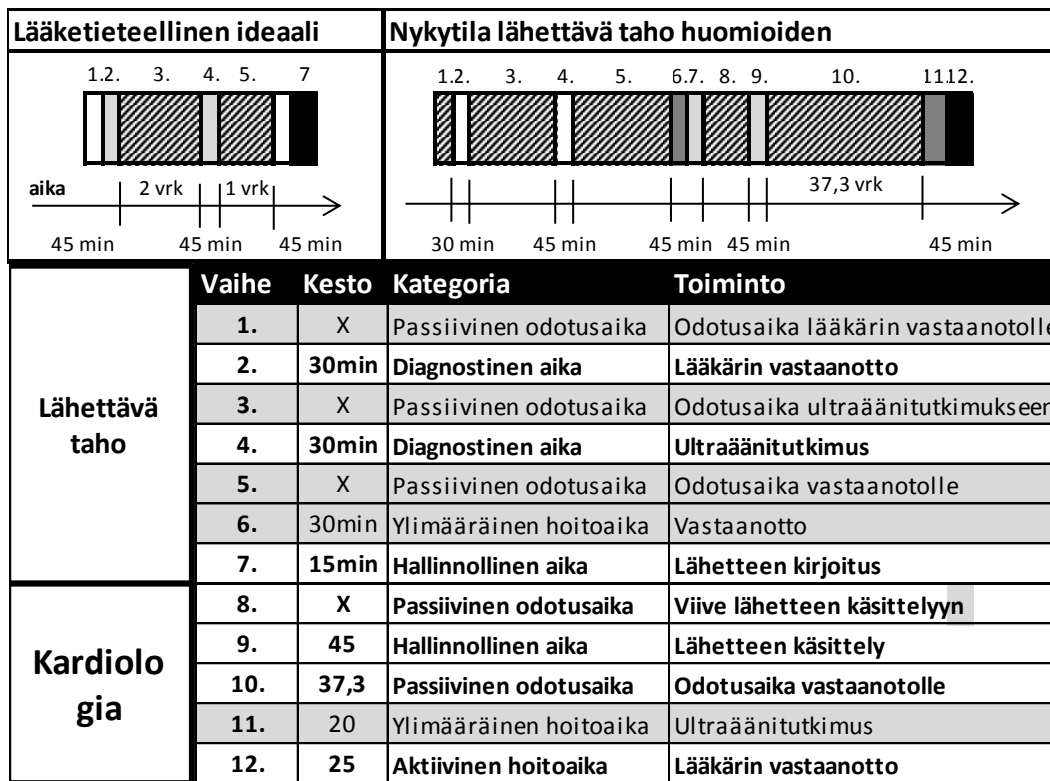 Lääketieteellinen ideaali
1.2. 3. 4. 5. 7
aika 2 vrk 1 vrk
45 min 45 min 45 min
Nykytila lähettävä taho huomioiden
1.2. 3. 4. 5. 6.7. 8. 9. 10. 11.12.
37,3 vrk
30 min 45 min 45 min 45 min 45 min
Vaihe Kesto Kategoria Toiminto
Lähettävä
taho
1. X Passiivinen odotusaika Odotusaika lääkärin vastaanotolle
2. 30min Diagnostinen aika Lääkärin vastaanotto
3. X Passiivinen odotusaika Odotusaika ultraäänitutkimukseen
4. 30min Diagnostinen aika Ultraäänitutkimus
5. X Passiivinen odotusaika Odotusaika vastaanotolle
6. 30min Ylimääräinen hoitoaika Vastaanotto
7. 15min Hallinnollinen aika Lähetteen kirjoitus
Kardiolo
gia
8. X Passiivinen odotusaika Viive lähetteen käsittelyyn
9. 45 Hallinnollinen aika Lähetteen käsittely
10. 37,3 Passiivinen odotusaika Odotusaika vastaanotolle
11. 20 Ylimääräinen hoitoaika Ultraäänitutkimus
12. 25 Aktiivinen hoitoaika Lääkärin vastaanotto